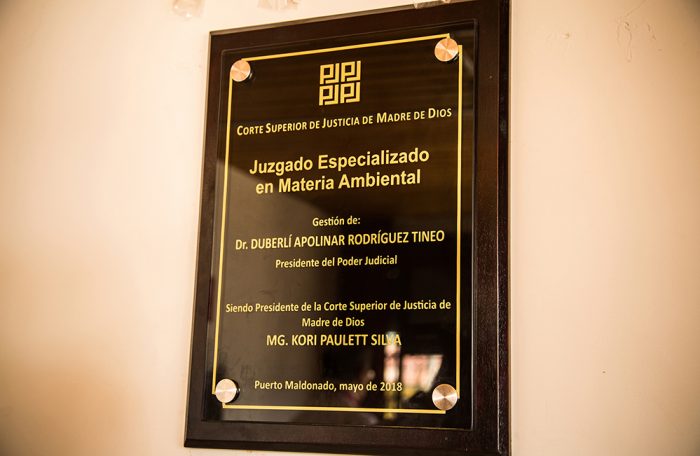 PJPJ
PJPJ
CORTE SUPERIOR DE JUSTICIA DE MADRE DE DIOS
Juzgado Especializado
en Materia Ambiental
Gestión de:
Dr. DUBERLÍ APOLINAR RODRÍGUEZ TINEO
Presidente del Poder Judicial
Siendo Presidente de la Corte Superior de Justicia de
Madre de Dios
MG. KORI PAULETT SILVA
Puerto Maldonado, mayo de 2018